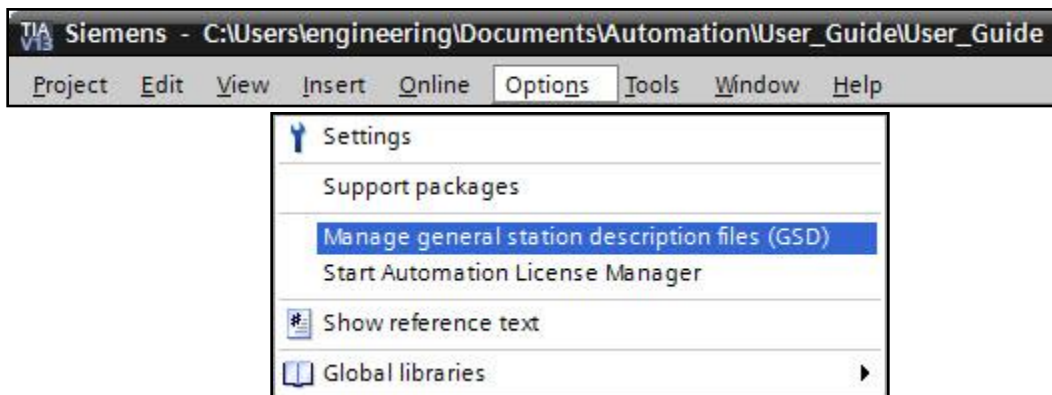 TIA V13 Siemens - C:\Users\engineering\Documents\Automation\User_Guide\User_Guide
Project Edit View Insert Online Options Tools Window Help
Settings
Support packages
Manage general station description files (GSD)
Start Automation License Manager
Show reference text
Global libraries